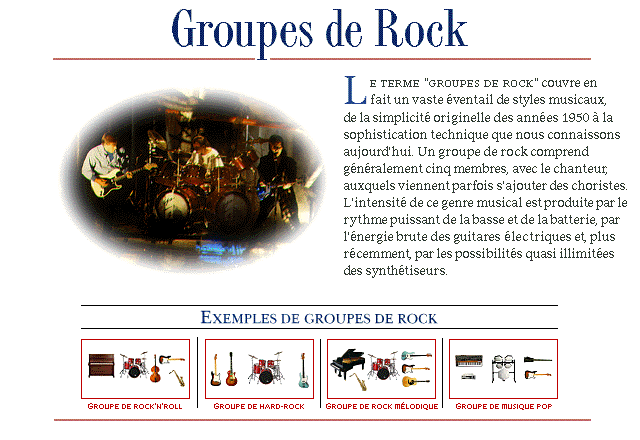 Groupes de Rock
LE TERME "GROUPES DE ROCK" couvre en
fait un vaste éventail de styles musicaux,
de la simplicité originelle des années 1950 à la
sophistication technique que nous connaissons
aujourd'hui. Un groupe de rock comprend
généralement cinq membres, avec le chanteur,
auxquels viennent parfois s'ajouter des choristes.
L'intensité de ce genre musical est produite par le
rythme puissant de la basse et de la batterie, par
l'énergie brute des guitares électriques et, plus
récemment, par les possibilités quasi illimitées
des synthétiseurs.
EXEMPLES DE GROUPES DE ROCK
GROUPE DE ROCK'N'ROLL
GROUPE DE HARD-ROCK
GROUPE DE ROCK MÉLODIQUE
GROUPE DE MUSIQUE POP